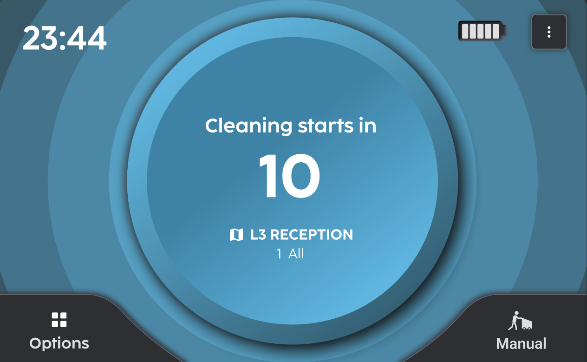 23:44
Cleaning starts in
10
L3 RECEPTION
1 All
Options
Manual